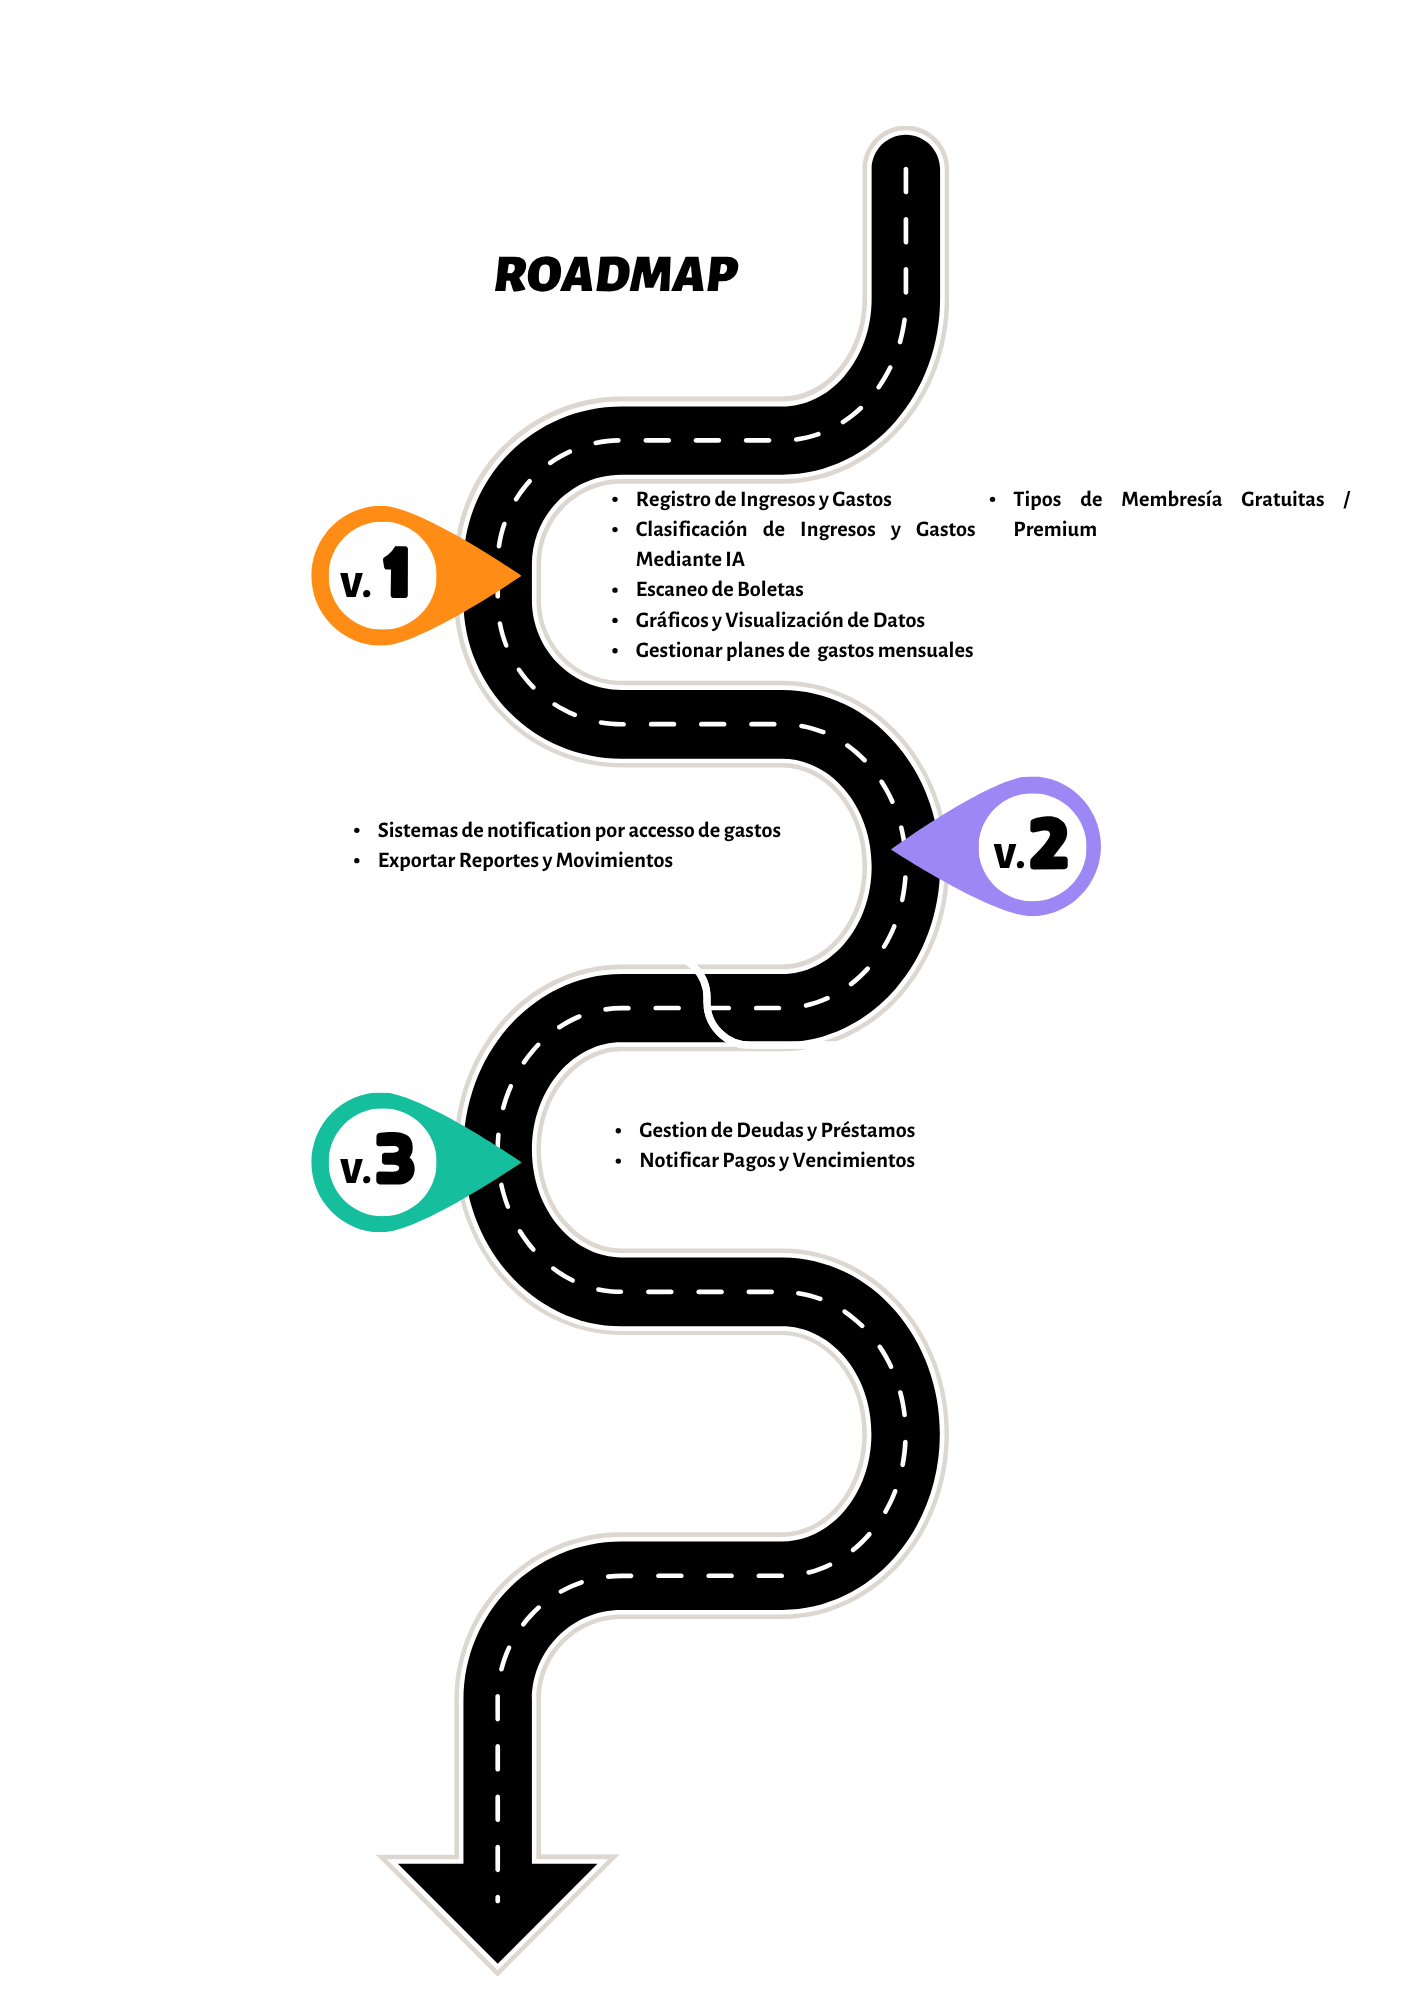 ROADMAP
• Registro de Ingresos y Gastos
• Clasificación de Ingresos y Gastos
Mediante IA
• Escaneo de Boletas
• Gráficos y Visualización de Datos
• Gestionar planes de gastos mensuales
• Tipos de Membresía Gratuitas /
Premium
v. 1
• Sistemas de notification por accesso de gastos
• Exportar Reportes y Movimientos
v.2
• Gestion de Deudas y Préstamos
• Notificar Pagos y Vencimientos
v.3